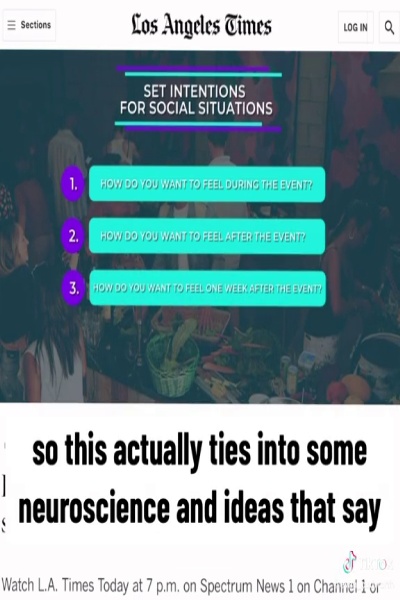 Sections
Los Angeles Times
LOG IN
SET INTENTIONS
FOR SOCIAL SITUATIONS
1. HOW DO YOU WANT TO FEEL DURING THE EVENT?
2. HOW DO YOU WANT TO FEEL AFTER THE EVENT?
3. HOW DO YOU WANT TO FEEL ONE WEEK AFTER THE EVENT?
so this actually ties into some
neuroscience and ideas that say
Watch L.A. Times Today at 7 p.m. on Spectrum News 1 on Channel 1 or